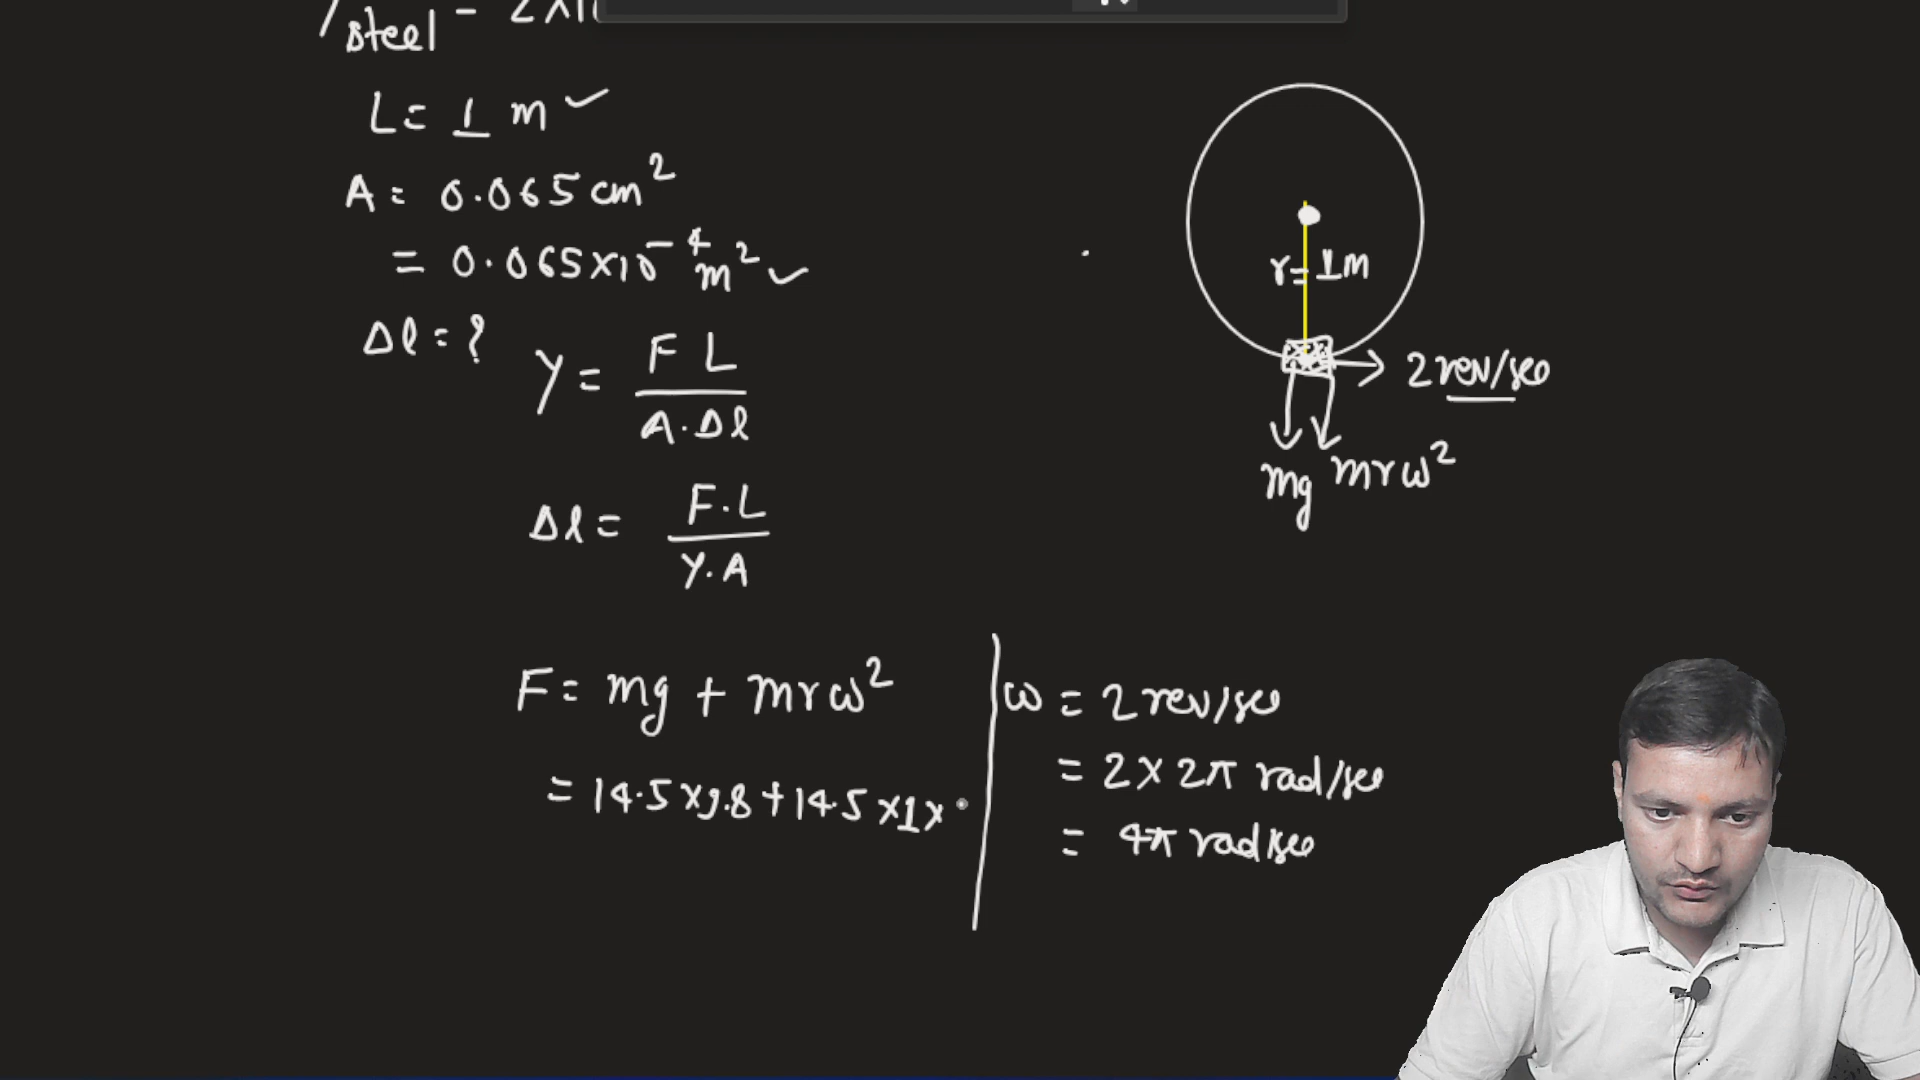 Y steel = 2×10
L = 1 m ✓
A = 0.065 cm²
= 0.065×10⁻⁴ m² ✓
Δl = ?
Y = F L / A.Δl
Δl = F.L / Y.A
r = 1m
2 rev/sec
mg mrω²
F = mg + mrω²
= 14.5×9.8+14.5×1×
ω = 2 rev/sec
= 2 × 2π rad/sec
= 4π rad/sec